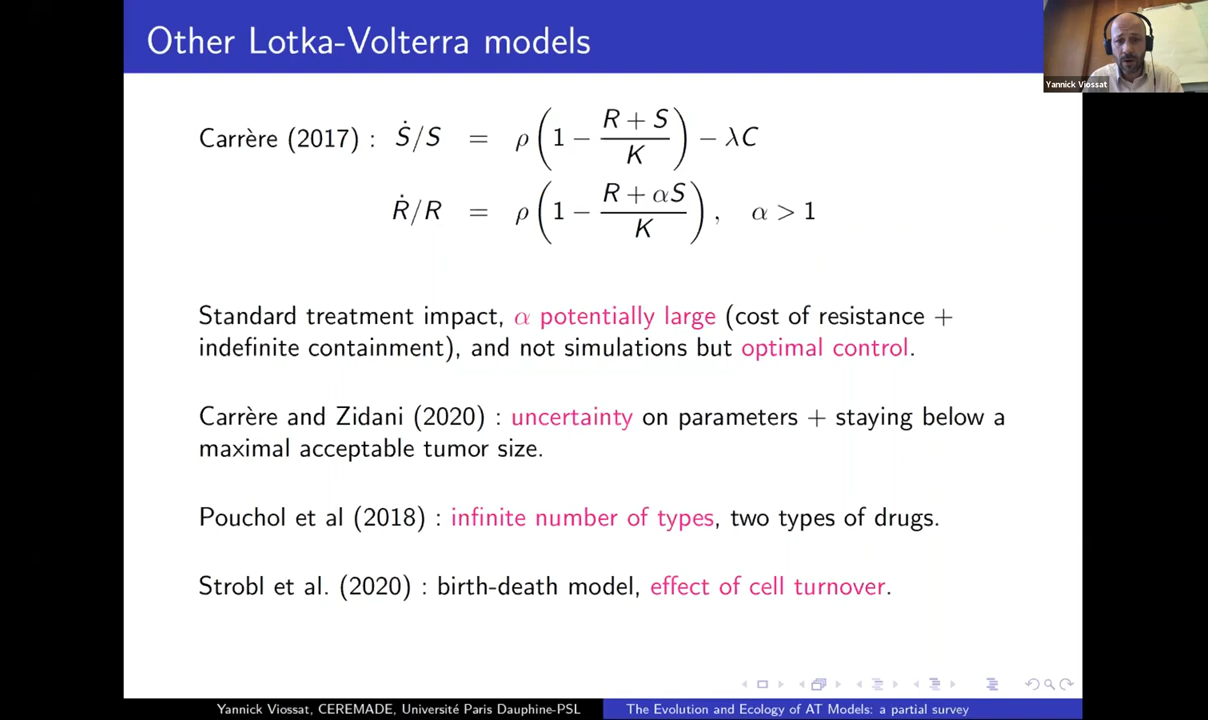 Other Lotka-Volterra models
Yannick Viossat
Carrère (2017) : Ṡ/S = ρ(1 − (R + S)/K) − λC
Ṙ/R = ρ(1 − (R + αS)/K), α > 1
Standard treatment impact, α potentially large (cost of resistance +
indefinite containment), and not simulations but optimal control.
Carrère and Zidani (2020) : uncertainty on parameters + staying below a
maximal acceptable tumor size.
Pouchol et al (2018) : infinite number of types, two types of drugs.
Strobl et al. (2020) : birth-death model, effect of cell turnover.
Yannick Viossat, CEREMADE, Université Paris Dauphine-PSL
The Evolution and Ecology of AT Models: a partial survey